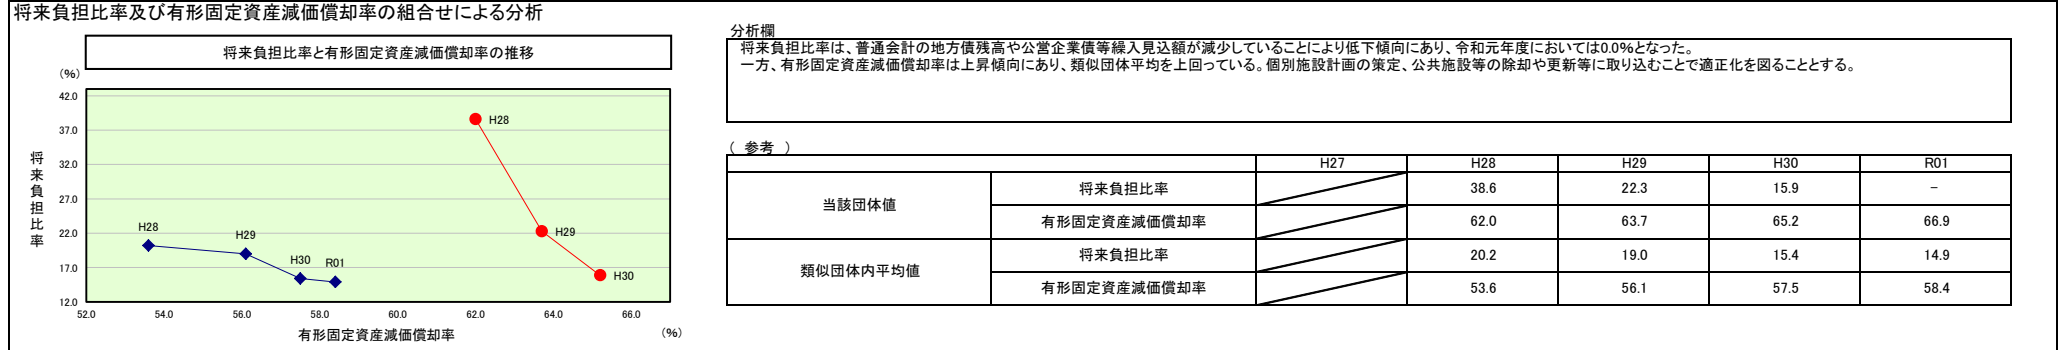 将来負担比率及び有形固定資産減価償却率の組合せによる分析
将来負担比率と有形固定資産減価償却率の推移
(%)
42.0
37.0
32.0
27.0
22.0
17.0
12.0
将来負担比率
H28
H29
H30
R01
H28
H29
H30
52.0 54.0 56.0 58.0 60.0 62.0 64.0 66.0
有形固定資産減価償却率
(%)
分析欄
将来負担比率は、普通会計の地方債残高や公営企業債等繰入見込額が減少していることにより低下傾向にあり、令和元年度においては0.0%となった。
一方、有形固定資産減価償却率は上昇傾向にあり、類似団体平均を上回っている。個別施設計画の策定、公共施設等の除却や更新等に取り込むことで適正化を図ることとする。
( 参考 )
H27 H28 H29 H30 R01
当該団体値
将来負担比率 38.6 22.3 15.9 －
有形固定資産減価償却率 62.0 63.7 65.2 66.9
類似団体内平均値
将来負担比率 20.2 19.0 15.4 14.9
有形固定資産減価償却率 53.6 56.1 57.5 58.4